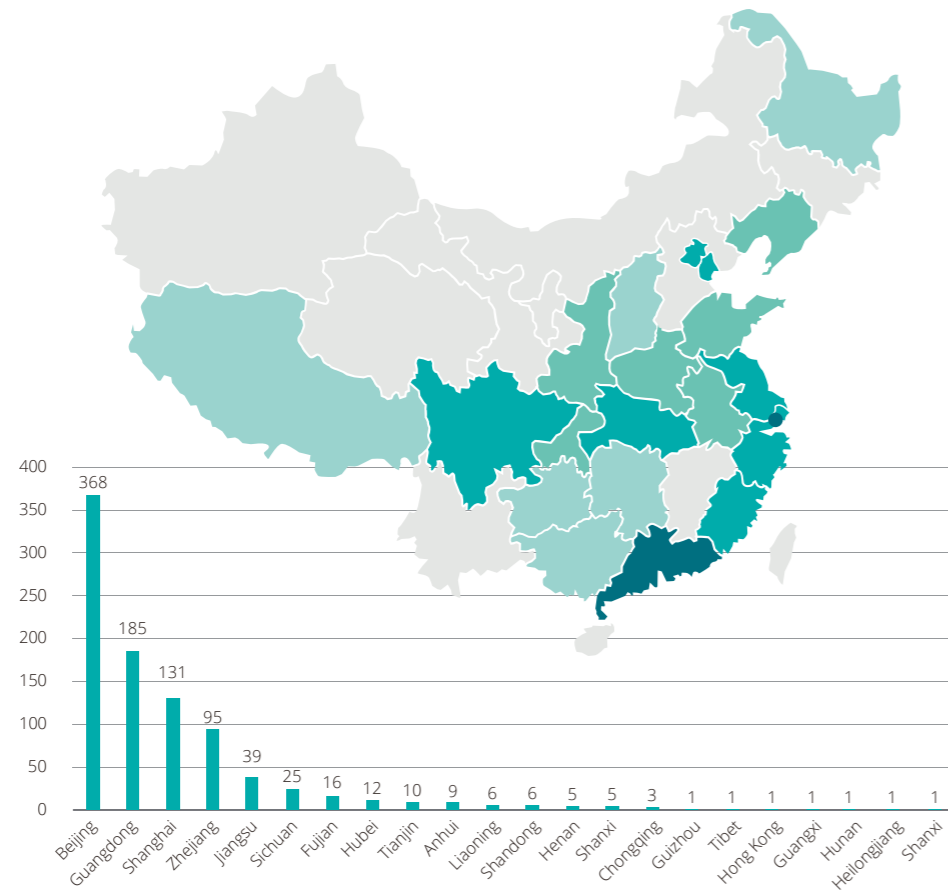 400
350
300
250
200
150
100
50
0
368
185
131
95
39
25
16
12
10
9
6
6
5
5
3
1
1
1
1
1
1
1
Beijing
Guangdong
Shanghai
Zhejiang
Jiangsu
Sichuan
Fujian
Hubei
Tianjin
Anhui
Liaoning
Shandong
Henan
Shanxi
Chongqing
Guizhou
Tibet
Hong Kong
Guangxi
Hunan
Heilongjiang
Shanxi